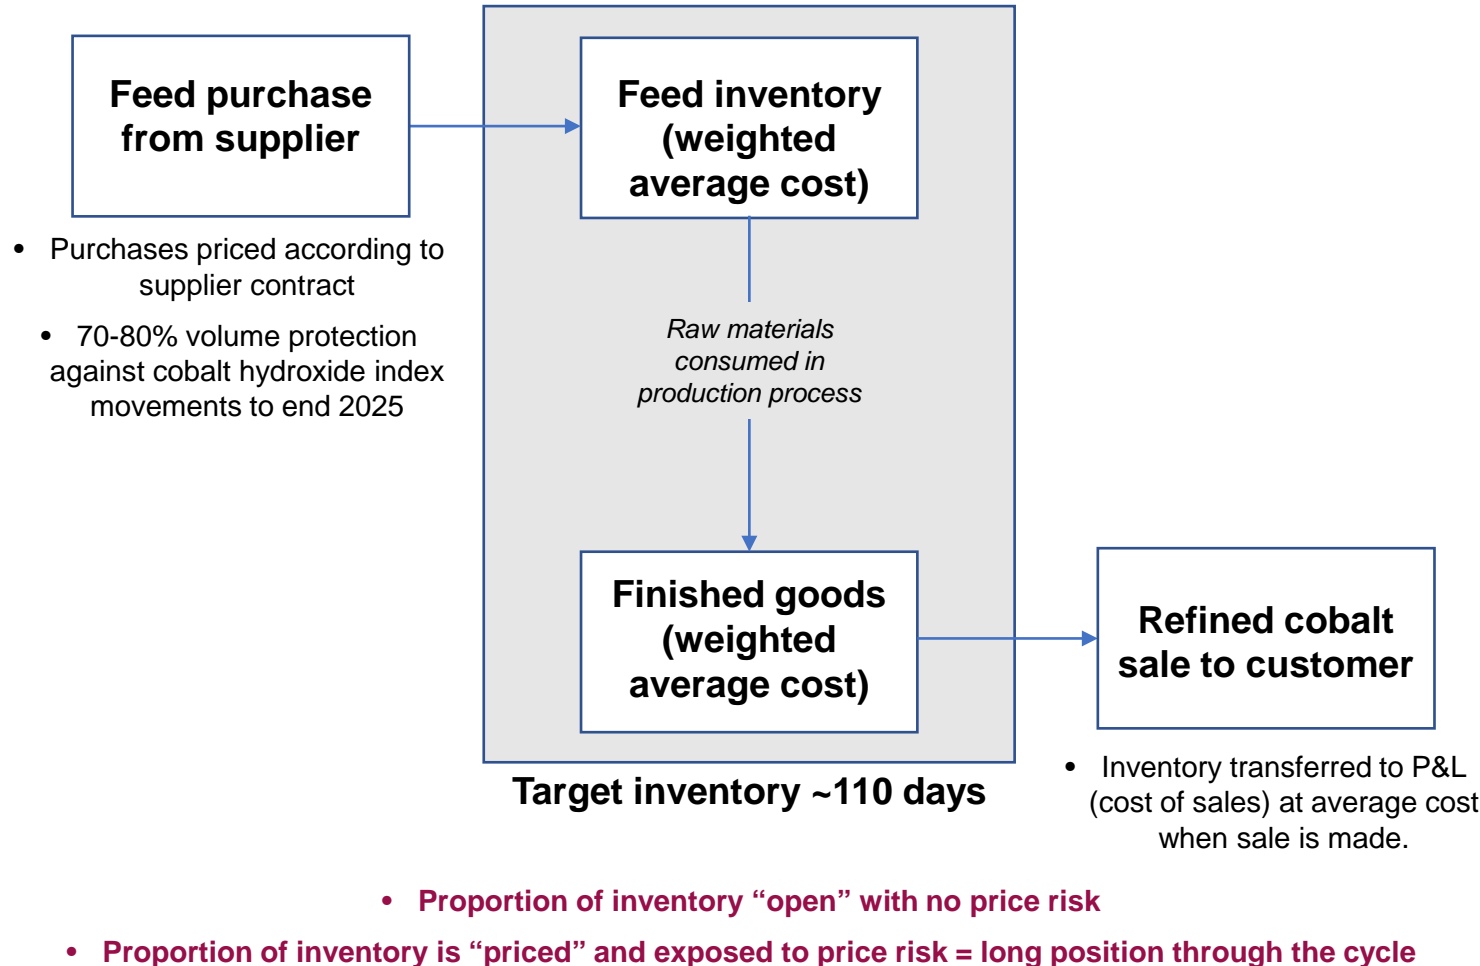 Feed purchase
from supplier
• Purchases priced according to
supplier contract
• 70-80% volume protection
against cobalt hydroxide index
movements to end 2025
Feed inventory
(weighted
average cost)
Raw materials
consumed in
production process
Finished goods
(weighted
average cost)
Target inventory ~110 days
Refined cobalt
sale to customer
• Inventory transferred to P&L
(cost of sales) at average cost
when sale is made.
• Proportion of inventory “open” with no price risk
• Proportion of inventory is “priced” and exposed to price risk = long position through the cycle